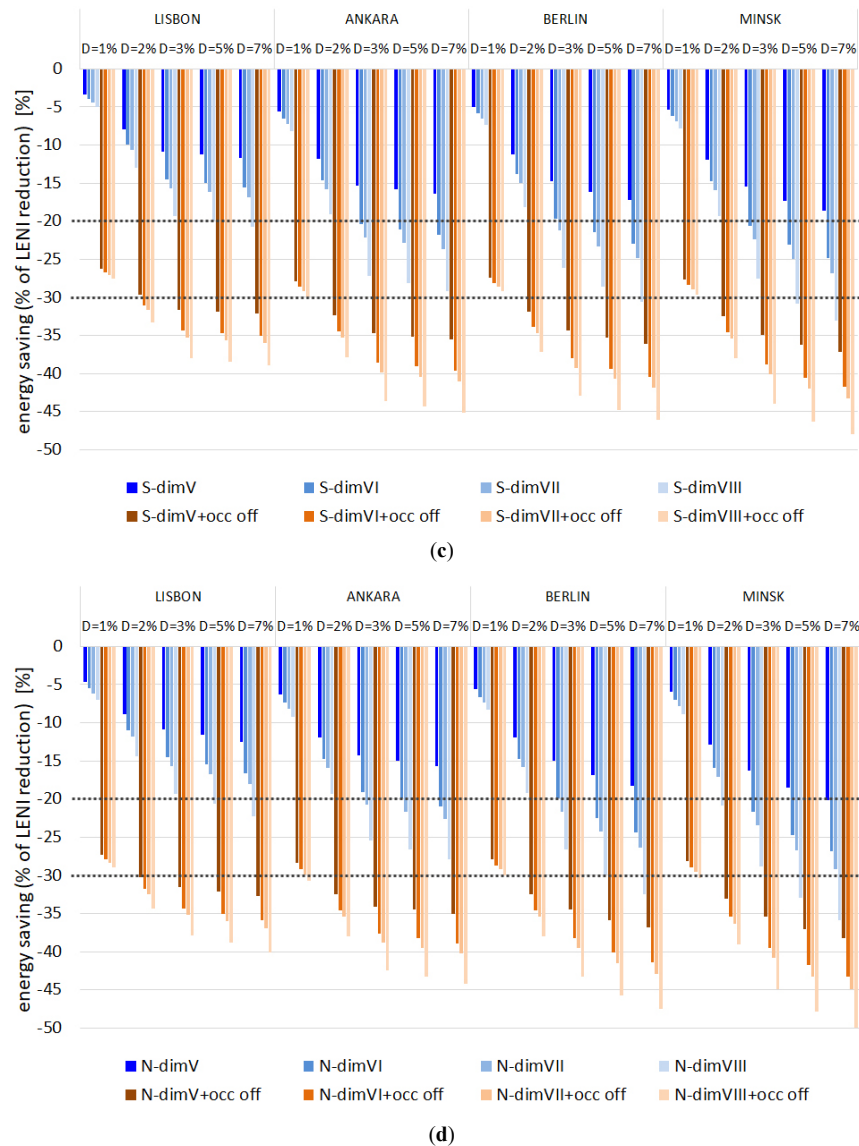 LISBON ANKARA BERLIN MINSK
D=1% D=2% D=3% D=5% D=7% D=1% D=2% D=3% D=5% D=7% D=1% D=2% D=3% D=5% D=7% D=1% D=2% D=3% D=5% D=7%
0
-5
-10
-15
-20
-25
-30
-35
-40
-45
-50
energy saving (% of LENI reduction) [%]
S-dimV S-dimVI S-dimVII S-dimVIII
S-dimV+occ off S-dimVI+occ off S-dimVII+occ off S-dimVIII+occ off
(c)
LISBON ANKARA BERLIN MINSK
D=1% D=2% D=3% D=5% D=7% D=1% D=2% D=3% D=5% D=7% D=1% D=2% D=3% D=5% D=7% D=1% D=2% D=3% D=5% D=7%
0
-5
-10
-15
-20
-25
-30
-35
-40
-45
-50
energy saving (% of LENI reduction) [%]
N-dimV N-dimVI N-dimVII N-dimVIII
N-dimV+occ off N-dimVI+occ off N-dimVII+occ off N-dimVIII+occ off
(d)